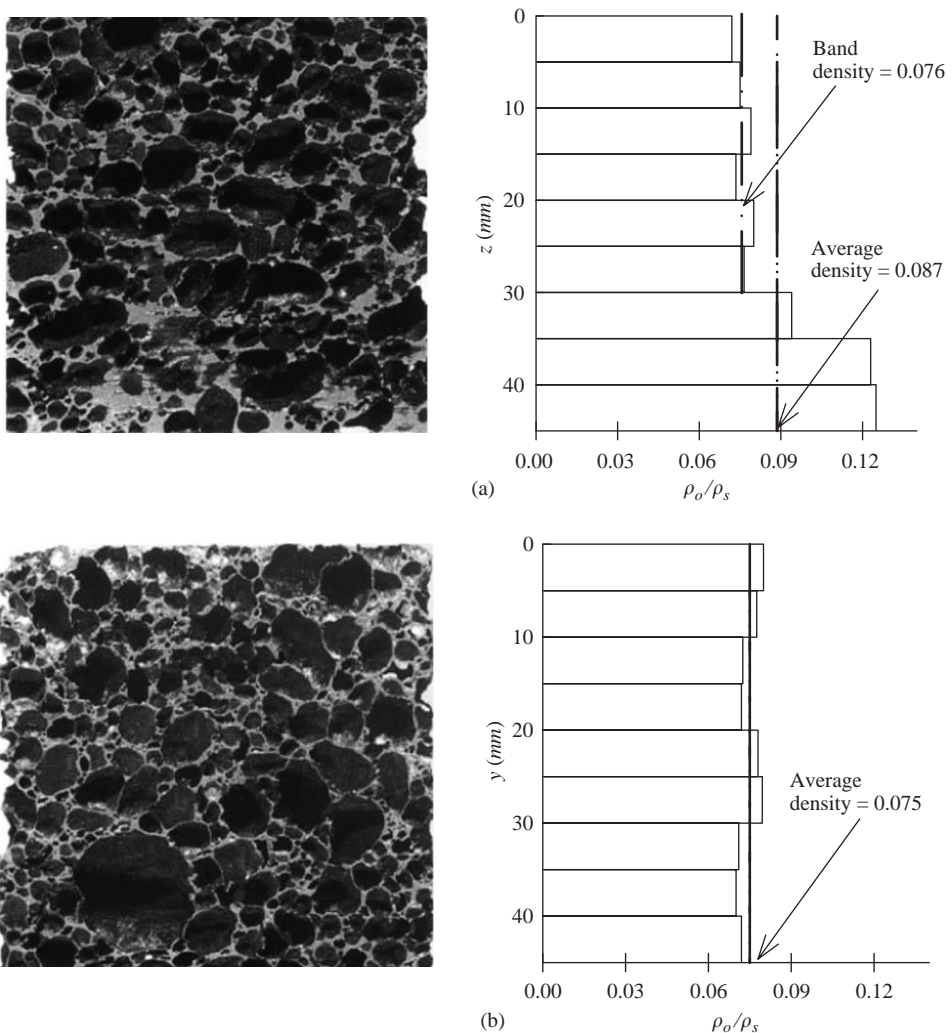 0
10
20
30
40
z (mm)
Band
density = 0.076
Average
density = 0.087
0.00 0.03 0.06 0.09 0.12
ρo/ρs
(a)
0
10
20
30
40
y (mm)
Average
density = 0.075
0.00 0.03 0.06 0.09 0.12
ρo/ρs
(b)